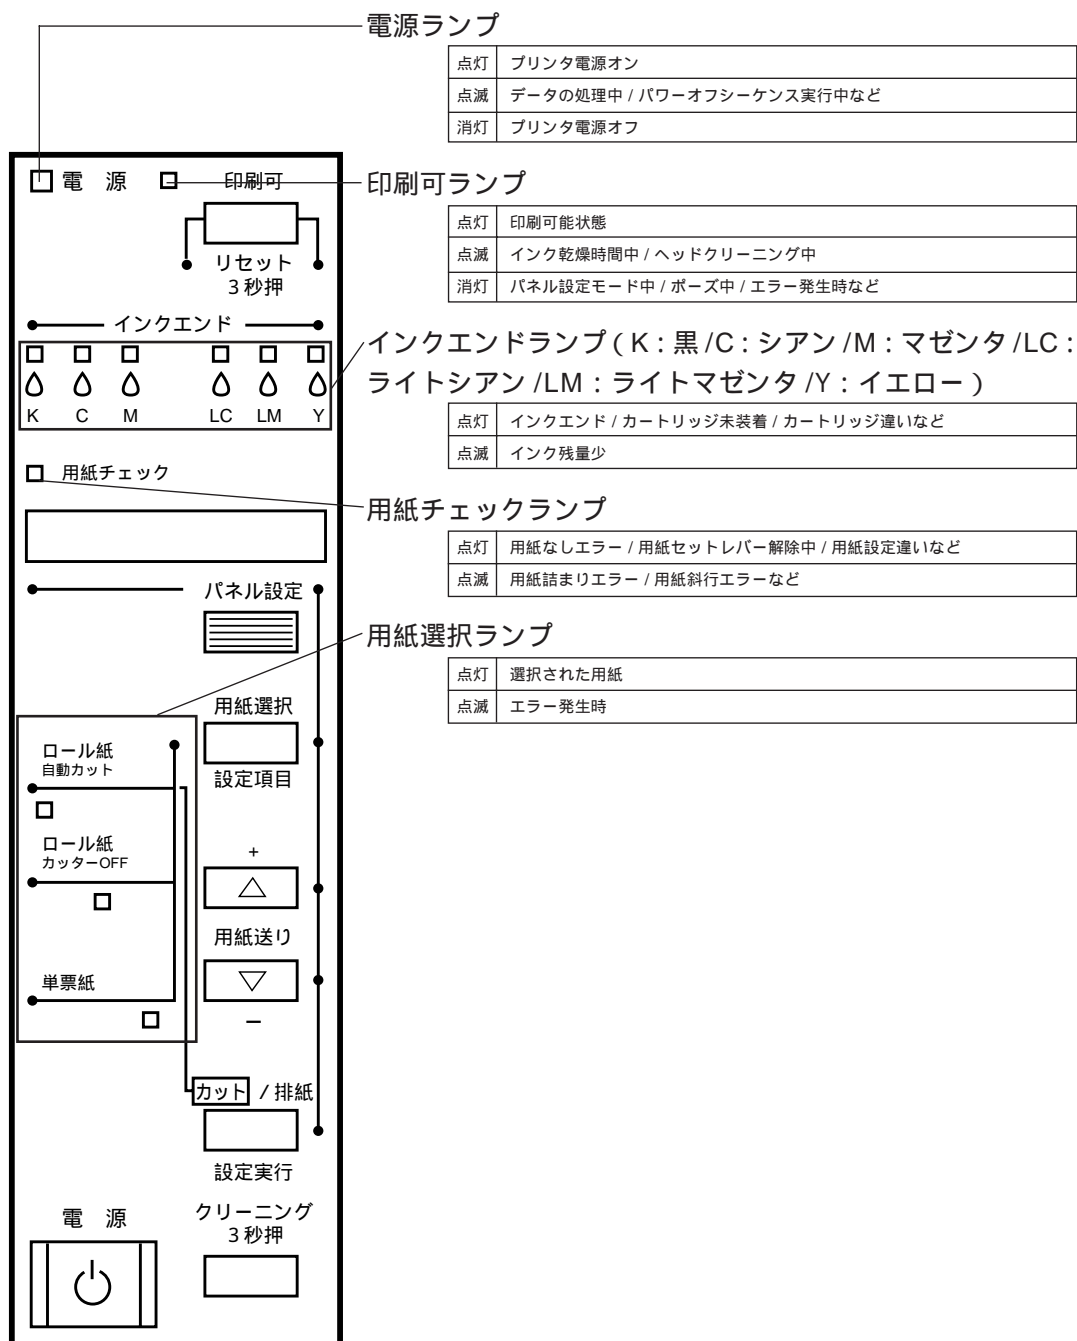 電源ランプ
点灯 プリンタ電源オン
点滅 データの処理中 / パワーオフシーケンス実行中など
消灯 プリンタ電源オフ
電 源 印刷可
リセット
3 秒押
印刷可ランプ
点灯 印刷可能状態
点滅 インク乾燥時間中 / ヘッドクリーニング中
消灯 パネル設定モード中 / ポーズ中 / エラー発生時など
インクエンド
K C M LC LM Y
インクエンドランプ ( K : 黒 /C : シアン /M : マゼンタ /LC :
ライトシアン /LM : ライトマゼンタ /Y : イエロー )
点灯 インクエンド / カートリッジ未装着 / カートリッジ違いなど
点滅 インク残量少
用紙チェック
用紙チェックランプ
点灯 用紙なしエラー / 用紙セットレバー解除中 / 用紙設定違いなど
点滅 用紙詰まりエラー / 用紙斜行エラーなど
パネル設定
用紙選択ランプ
点灯 選択された用紙
点滅 エラー発生時
用紙選択
設定項目
ロール紙
自動カット
ロール紙
カッターOFF
単票紙
+
用紙送り
−
カット / 排紙
設定実行
電 源
クリーニング
3 秒押